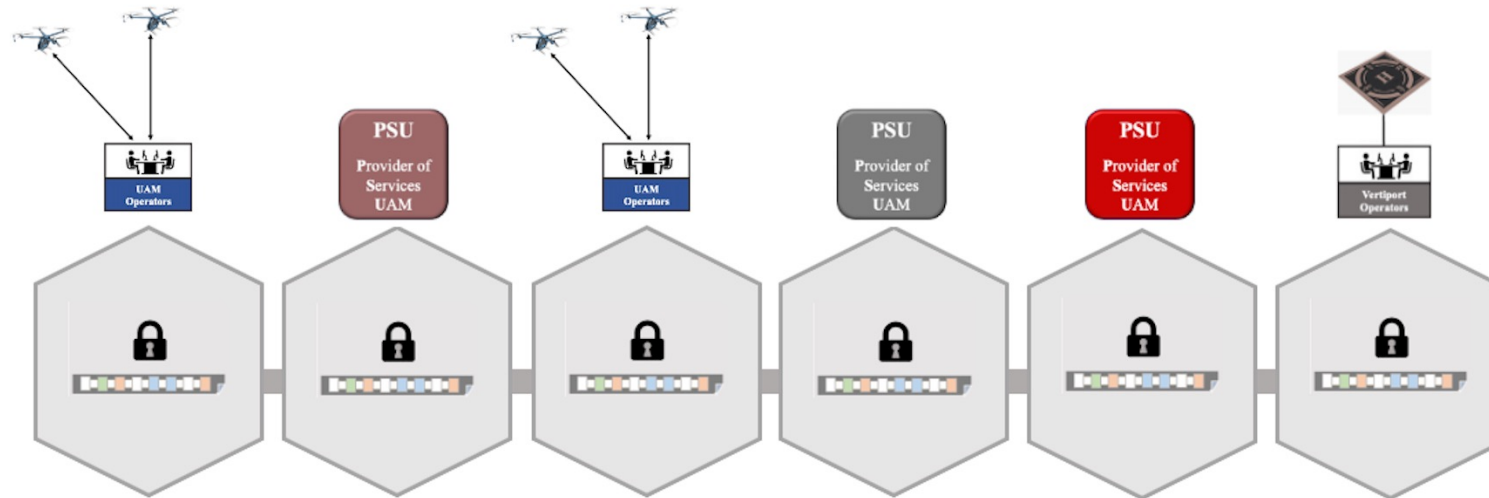 UAM
Operators
PSU
Provider of
Services
UAM
UAM
Operators
PSU
Provider of
Services
UAM
PSU
Provider of
Services
UAM
H
Vertiport
Operators